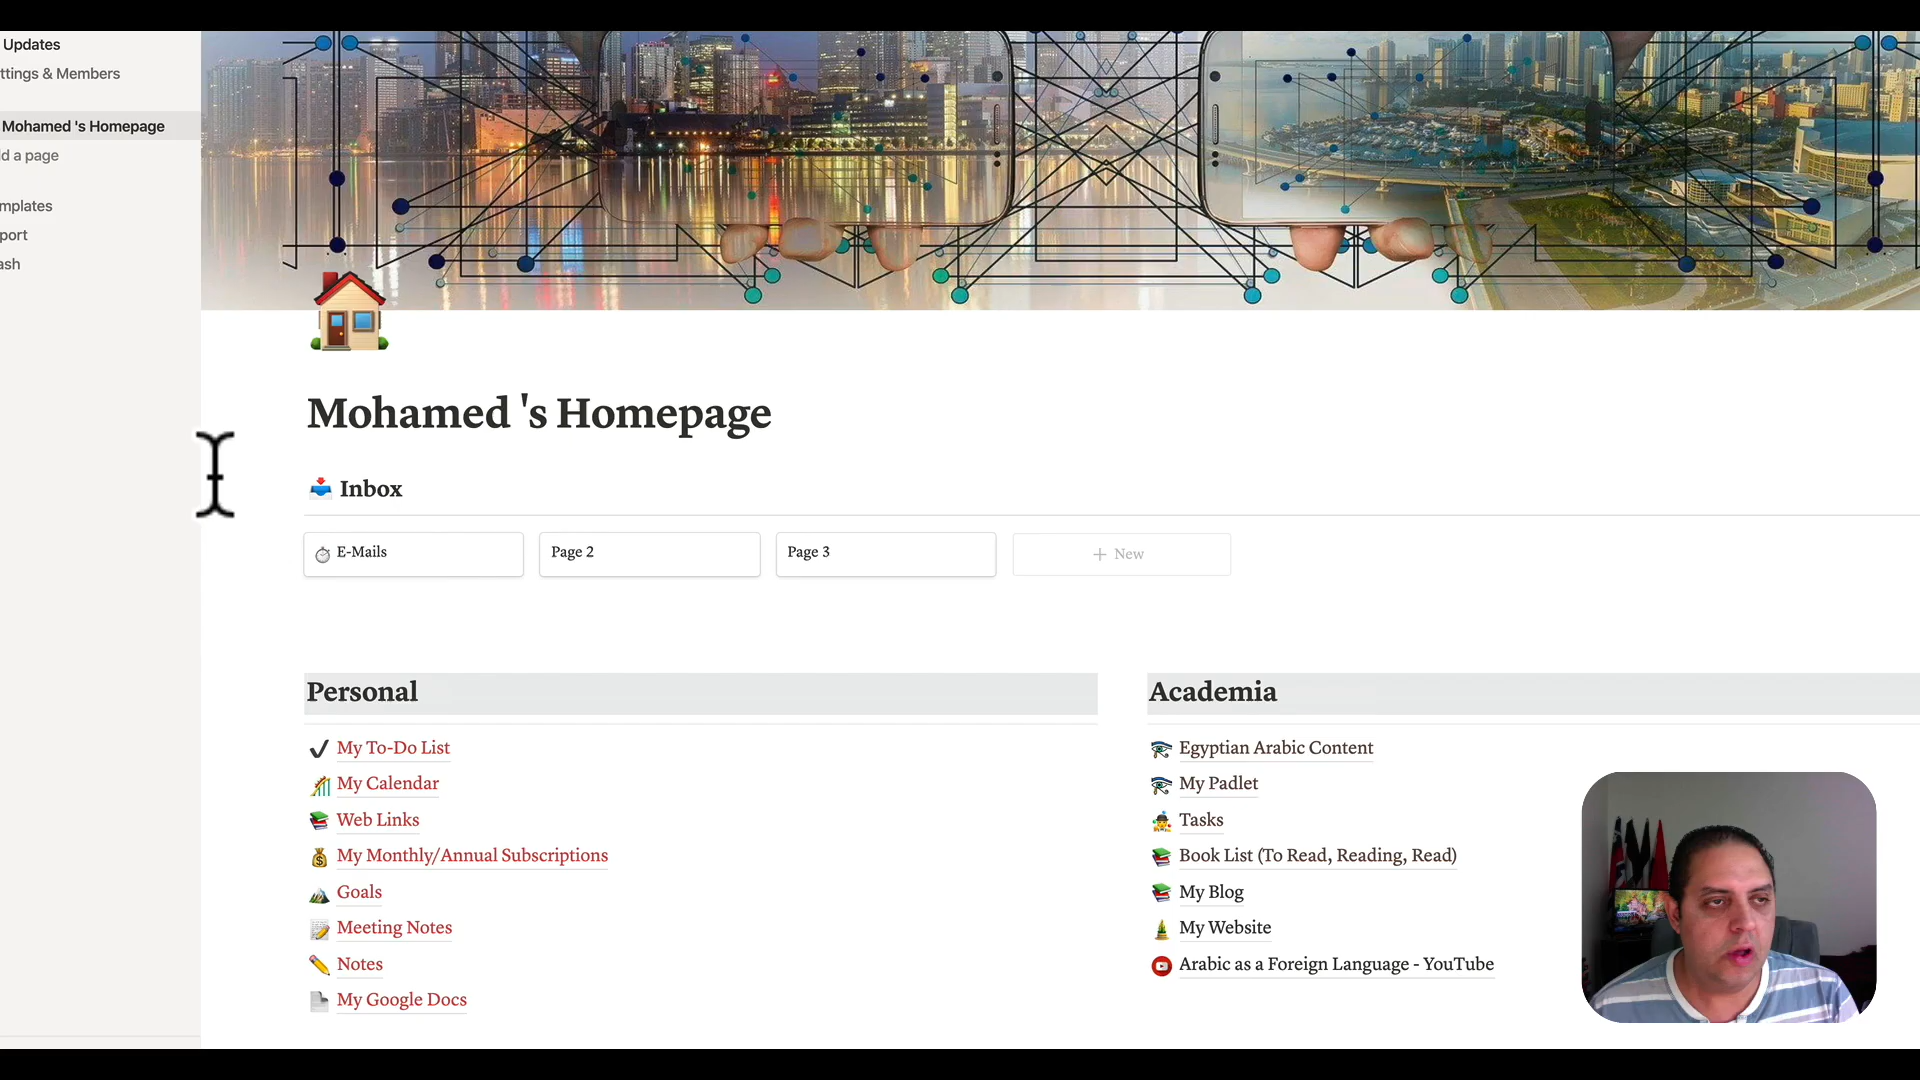 Updates
ttings & Members
Mohamed 's Homepage
d a page
mplates
port
ash
Mohamed 's Homepage
Inbox
E-Mails
Page 2
Page 3
+ New
Personal
My To-Do List
My Calendar
Web Links
My Monthly/Annual Subscriptions
Goals
Meeting Notes
Notes
My Google Docs
Academia
Egyptian Arabic Content
My Padlet
Tasks
Book List (To Read, Reading, Read)
My Blog
My Website
Arabic as a Foreign Language - YouTube